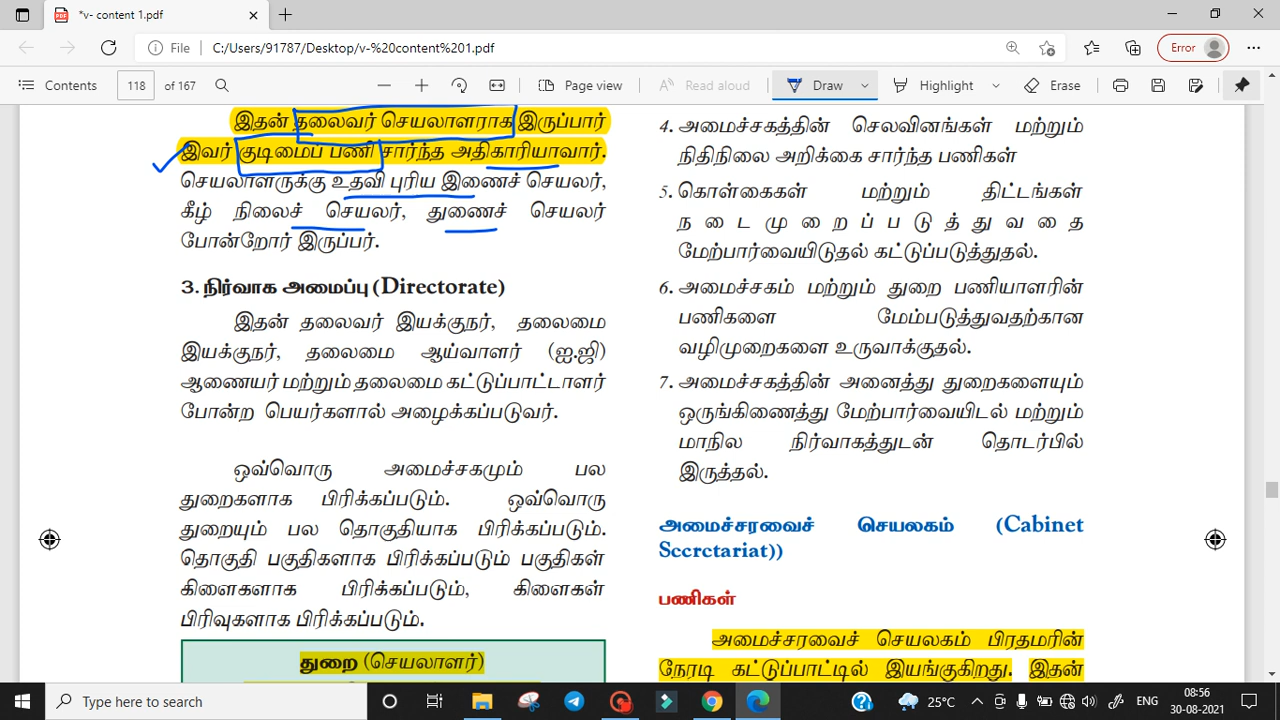 *v- content 1.pdf
File
C:/Users/91787/Desktop/v-%20content%201.pdf
Error
Contents
118 of 167
Page view
Read aloud
Draw
Highlight
Erase
இதன் தலைவர் செயலாளராக இருப்பார்
இவர் குடிமைப் பணி சார்ந்த அதிகாரியாவார்.
செயலாளருக்கு உதவி புரிய இணைச் செயலர்,
கீழ் நிலைச் செயலர், துணைச் செயலர்
போன்றோர் இருப்பர்.
3. நிர்வாக அமைப்பு (Directorate)
இதன் தலைவர் இயக்குநர், தலைமை
இயக்குநர், தலைமை ஆய்வாளர் (ஐ.ஜி)
ஆணையர் மற்றும் தலைமை கட்டுப்பாட்டாளர்
போன்ற பெயர்களால் அழைக்கப்படுவர்.
ஒவ்வொரு அமைச்சகமும் பல
துறைகளாக பிரிக்கப்படும். ஒவ்வொரு
துறையும் பல தொகுதியாக பிரிக்கப்படும்.
தொகுதி பகுதிகளாக பிரிக்கப்படும் பகுதிகள்
கிளைகளாக பிரிக்கப்படும், கிளைகள்
பிரிவுகளாக பிரிக்கப்படும்.
துறை (செயலாளர்)
4. அமைச்சகத்தின் செலவினங்கள் மற்றும்
நிதிநிலை அறிக்கை சார்ந்த பணிகள்
5. கொள்கைகள் மற்றும் திட்டங்கள்
ந டை மு றை ப் ப டு த் து வ தை
மேற்பார்வையிடுதல் கட்டுப்படுத்துதல்.
6. அமைச்சகம் மற்றும் துறை பணியாளரின்
பணிகளை மேம்படுத்துவதற்கான
வழிமுறைகளை உருவாக்குதல்.
7. அமைச்சகத்தின் அனைத்து துறைகளையும்
ஒருங்கிணைத்து மேற்பார்வையிடல் மற்றும்
மாநில நிர்வாகத்துடன் தொடர்பில்
இருத்தல்.
அமைச்சரவைச் செயலகம் (Cabinet
Secretariat))
பணிகள்
அமைச்சரவைச் செயலகம் பிரதமரின்
நேரடி கட்டுப்பாட்டில் இயங்குகிறது. இதன்
Type here to search
25°C
ENG
08:56
30-08-2021